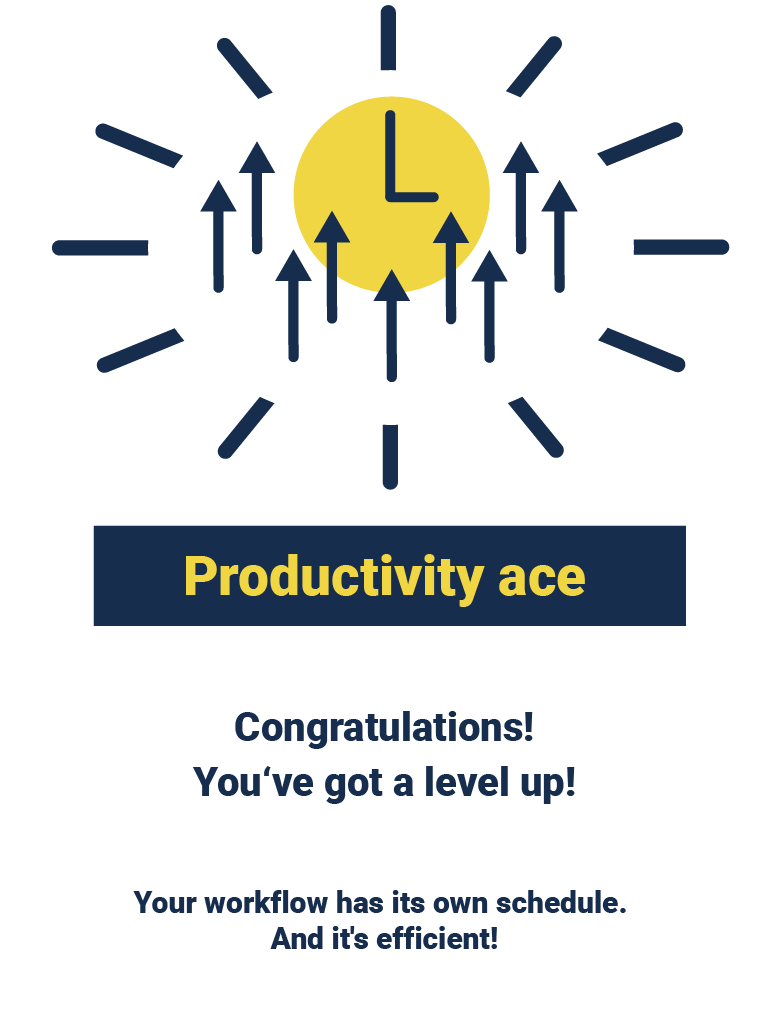 Productivity ace
Congratulations!
You‘ve got a level up!
Your workflow has its own schedule.
And it's efficient!